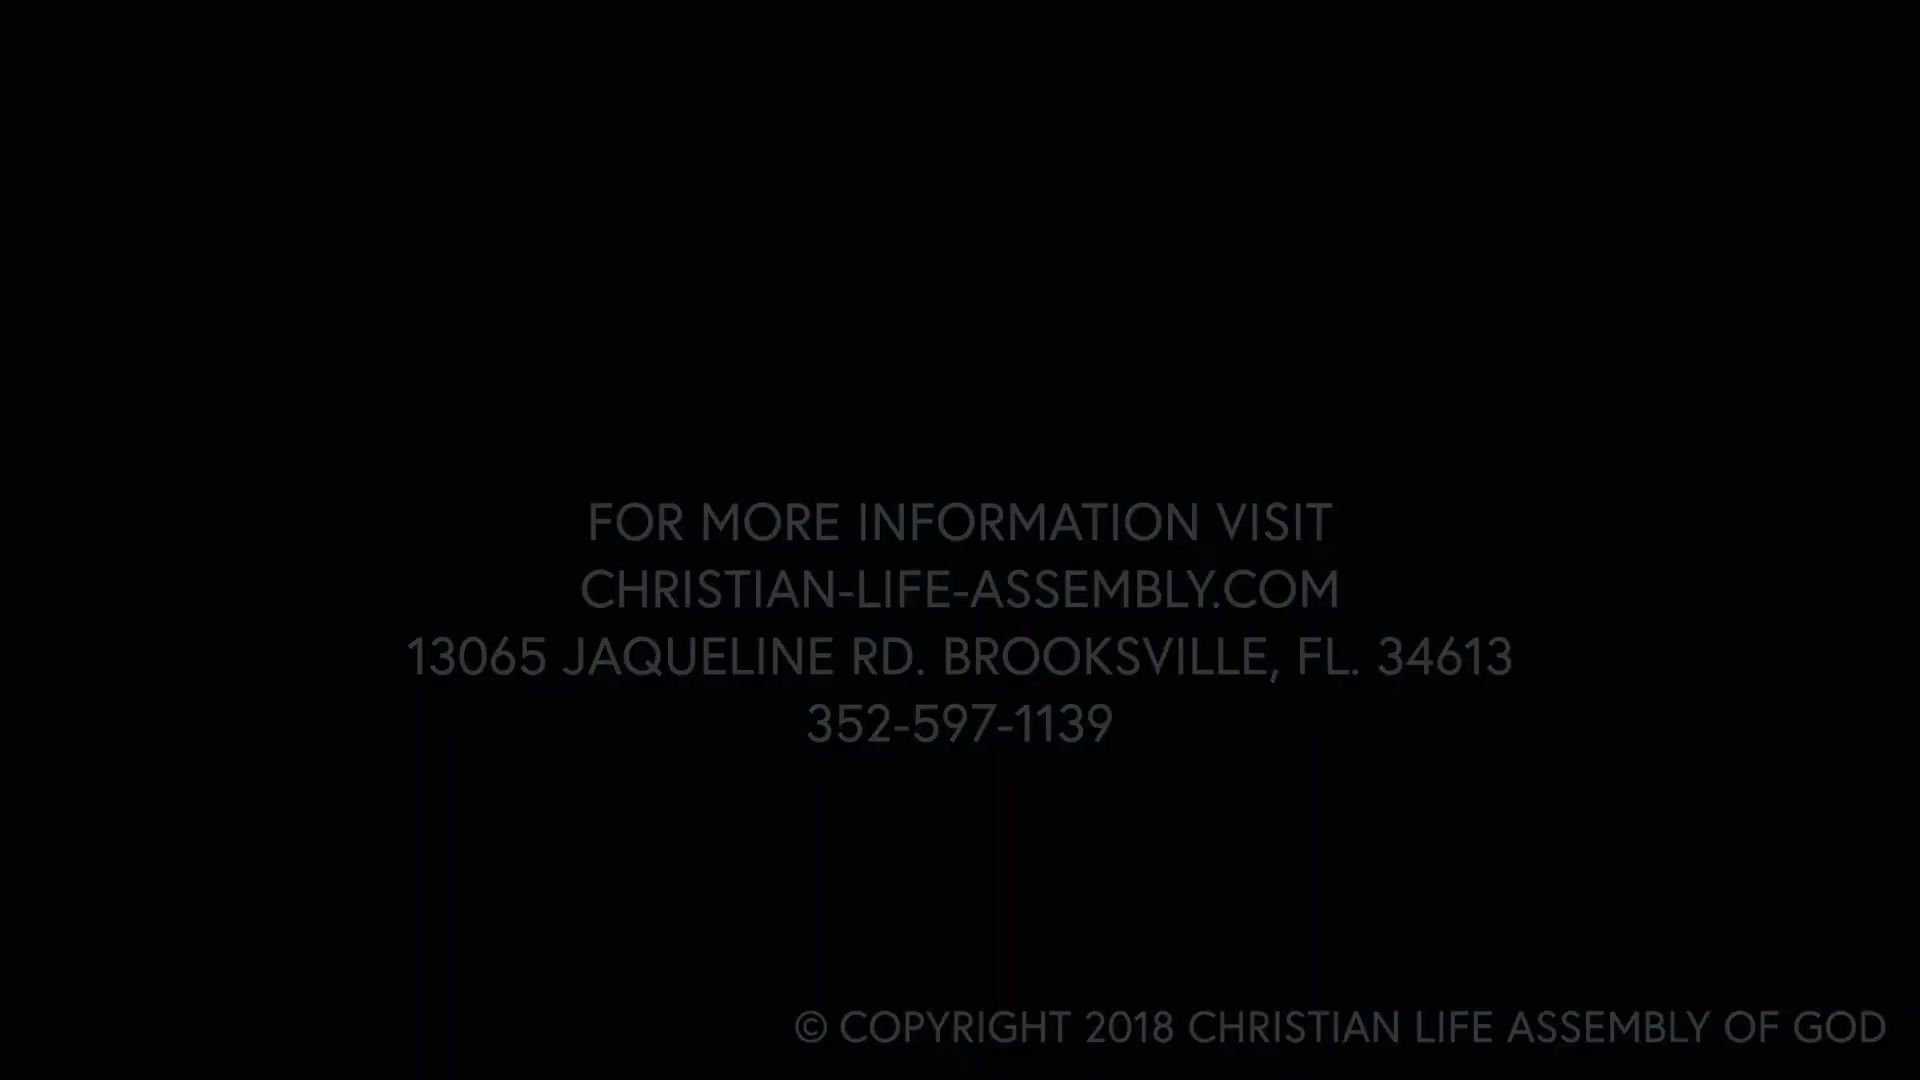 FOR MORE INFORMATION VISIT
CHRISTIAN-LIFE-ASSEMBLY.COM
13065 JAQUELINE RD. BROOKSVILLE, FL. 34613
352-597-1139
© COPYRIGHT 2018 CHRISTIAN LIFE ASSEMBLY OF GOD